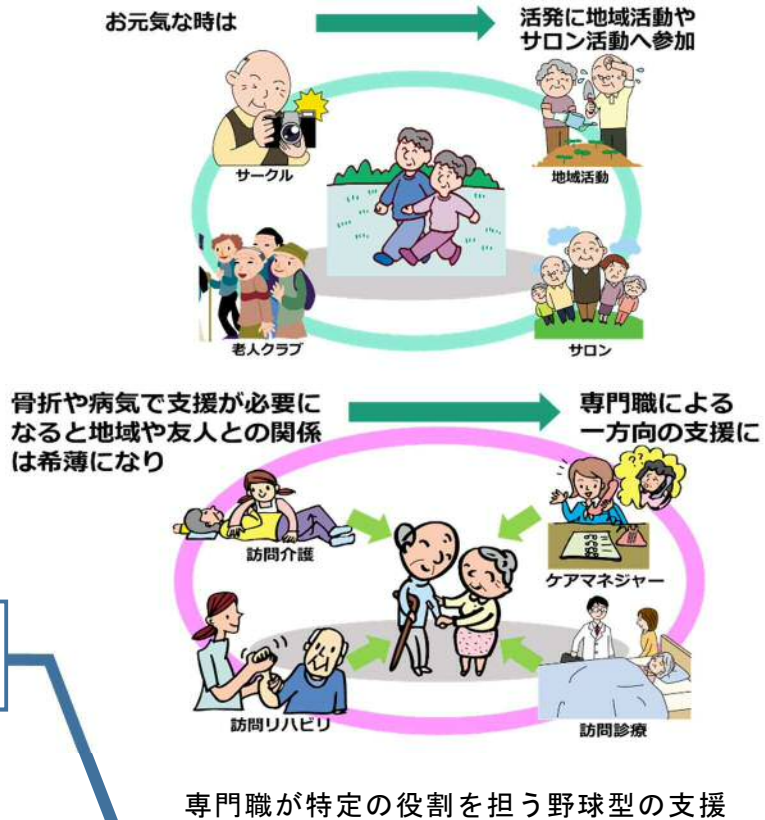 お元気な時は
活発に地域活動や
サロン活動へ参加
サークル
地域活動
老人クラブ
サロン
骨折や病気で支援が必要に
なると地域や友人との関係
は希薄になり
専門職による
一方向の支援に
訪問介護
ケアマネジャー
訪問リハビリ
訪問診療
専門職が特定の役割を担う野球型の支援